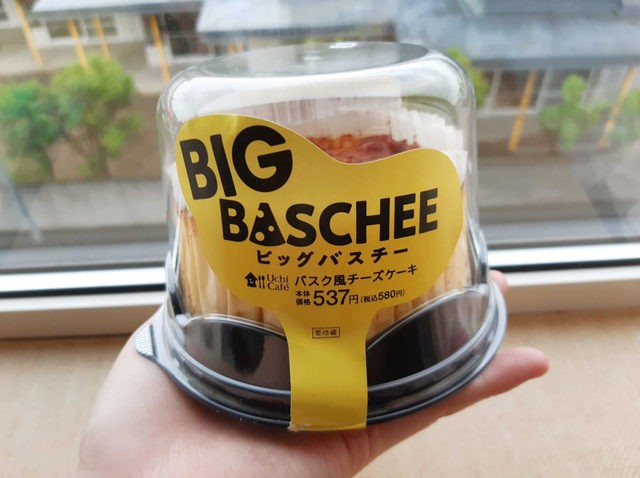 BIG
BASCHEE
ビッグバスチー
Uchi Café バスク風チーズケーキ
本体価格 537円(税込580円)
要冷蔵